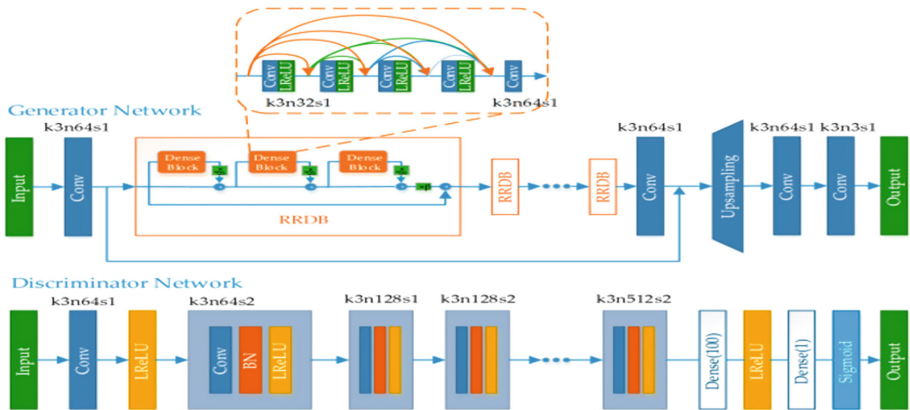 Conv LReLU Conv LReLU Conv LReLU Conv LReLU Conv
k3n32s1 k3n64s1
Generator Network
k3n64s1 k3n64s1 k3n64s1 k3n3s1
Input Conv Dense Block Dense Block Dense Block RRDB RRDB RRDB Conv Upsampling Conv Conv Output
Discriminator Network
k3n64s1 k3n64s2 k3n128s1 k3n128s2 k3n512s2
Input Conv LReLU Conv BN LReLU Dense(100) LReLU Dense(1) Sigmoid Output